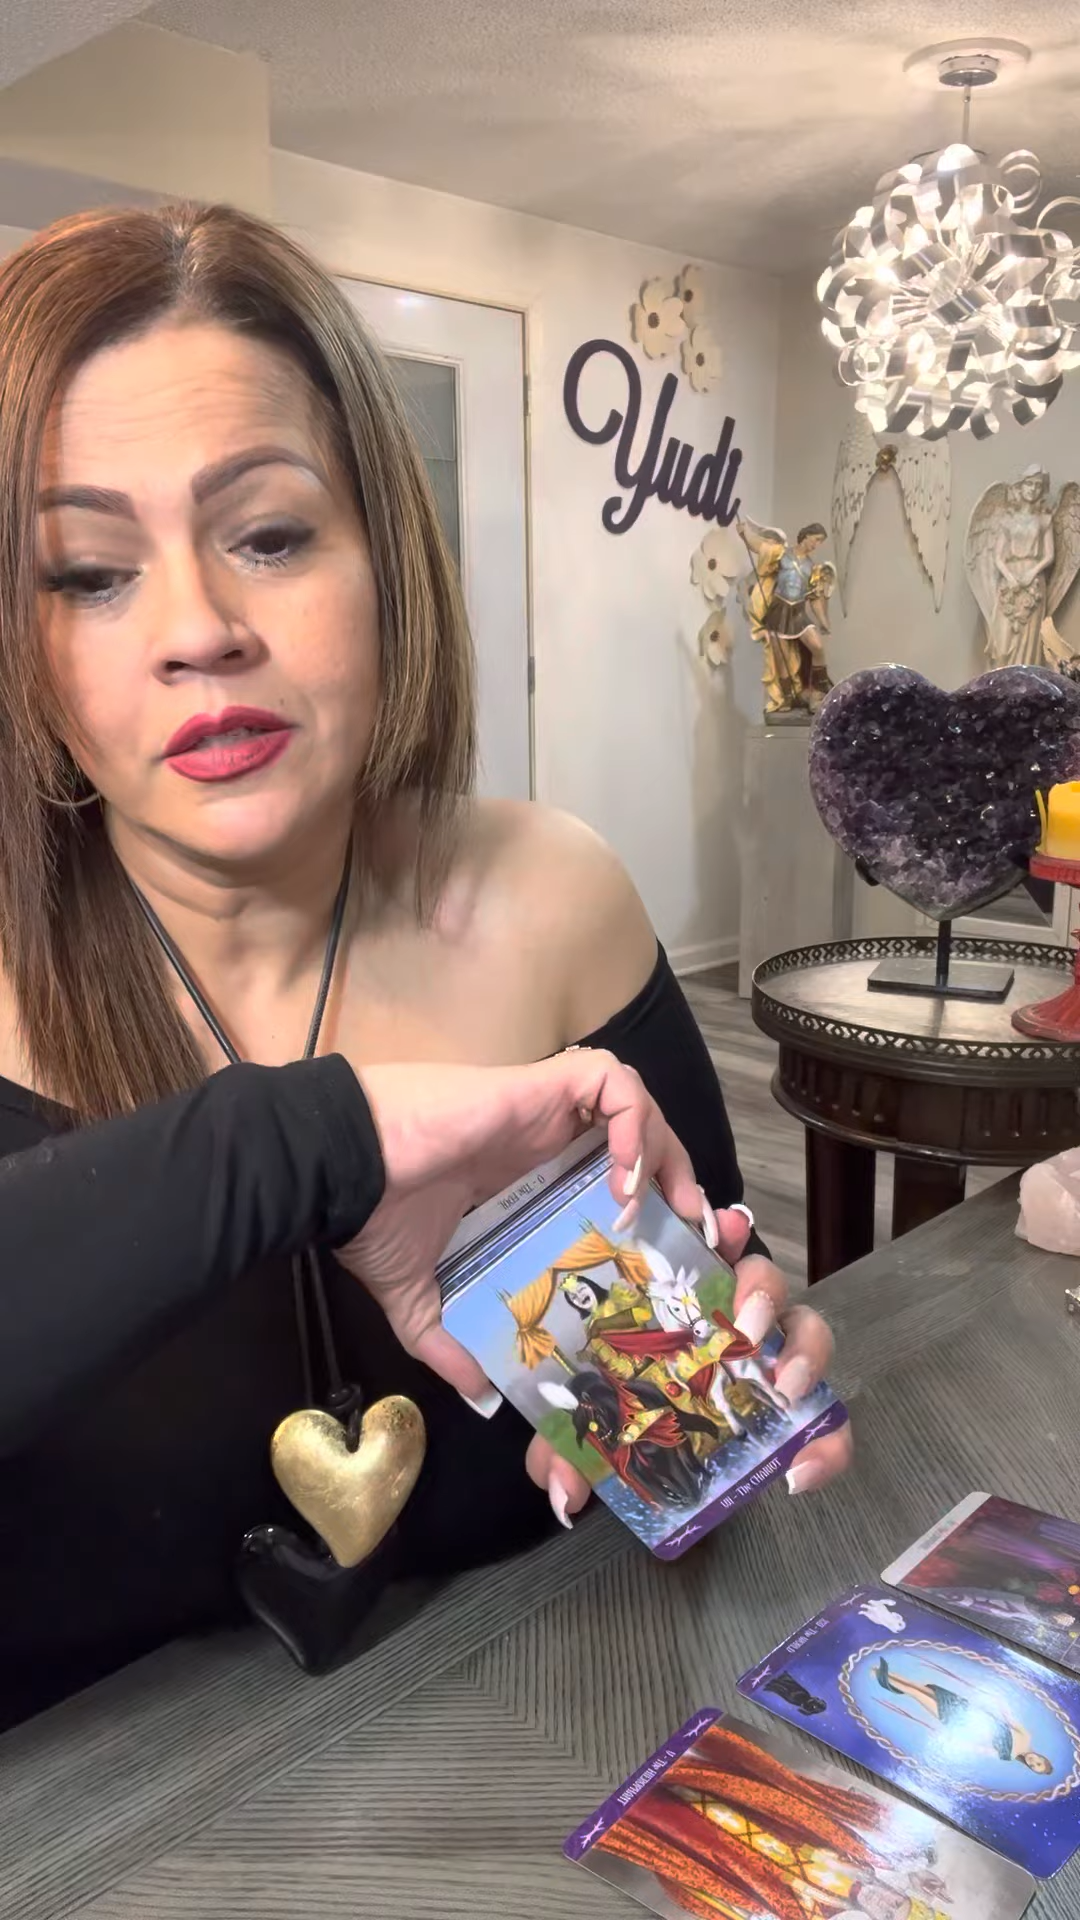 Yudi
0 - The FOOL
VII - The CHARIOT
XXI - The WORLD
V - The HIEROPHANT